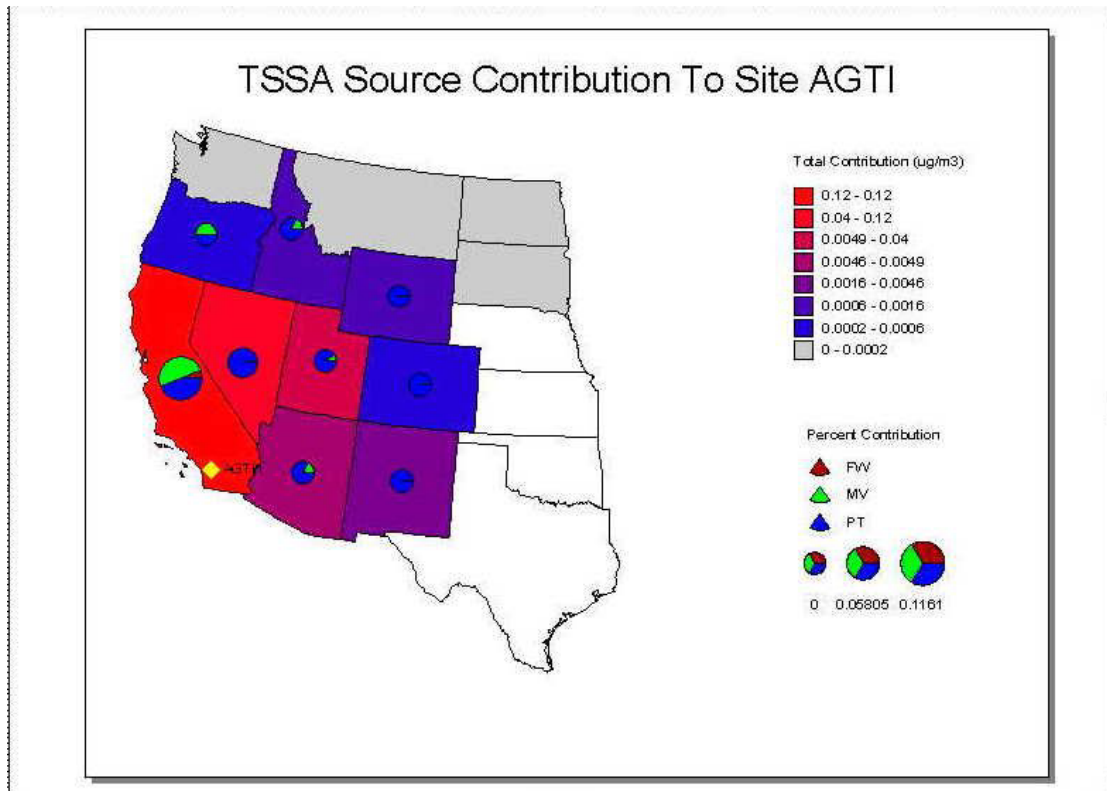 TSSA Source Contribution To Site AGTI
Total Contribution (ug/m3)
0.12 - 0.12
0.04 - 0.12
0.0049 - 0.04
0.0046 - 0.0049
0.0016 - 0.0046
0.0006 - 0.0016
0.0002 - 0.0006
0 - 0.0002
AGTI
Percent Contribution
FW
MV
PT
0 0.05805 0.1161